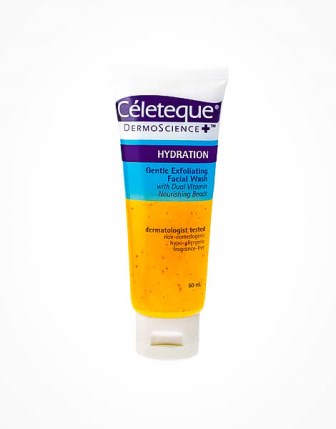 Céleteque®
DERMOSCIENCE+™
HYDRATION
Gentle Exfoliating
Facial Wash
with Dual Vitamin
Nourishing Beads
dermatologist tested
non-comedogenic
hypo-allergenic
fragrance-free
60 mL